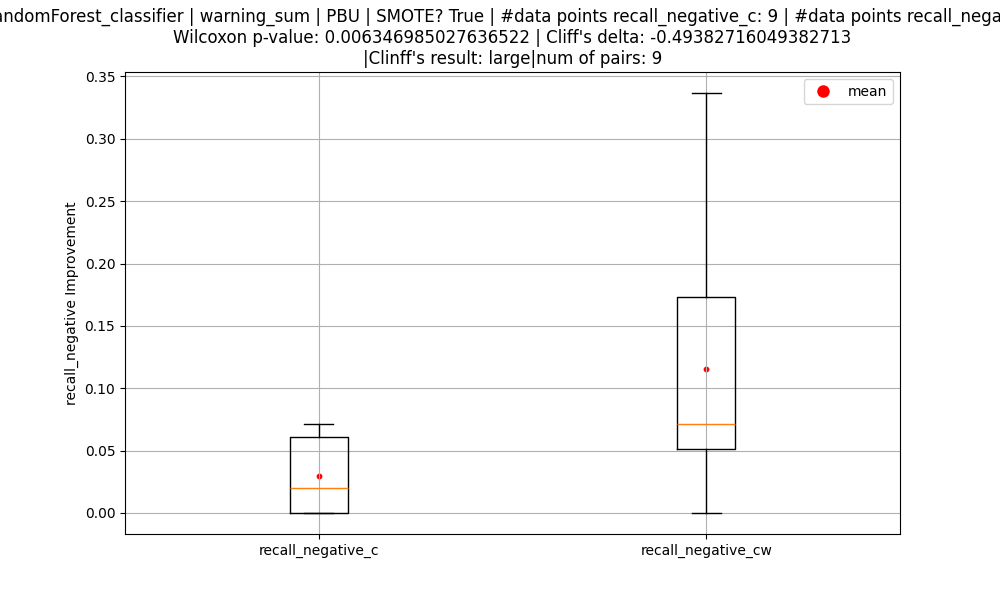 andomForest_classifier | warning_sum | PBU | SMOTE? True | #data points recall_negative_c: 9 | #data points recall_nega
Wilcoxon p-value: 0.006346985027636522 | Cliff's delta: -0.49382716049382713
|Clinff's result: large|num of pairs: 9
0.35
mean
0.30
0.25
0.20
0.15
0.10
0.05
0.00
recall_negative Improvement
recall_negative_c
recall_negative_cw